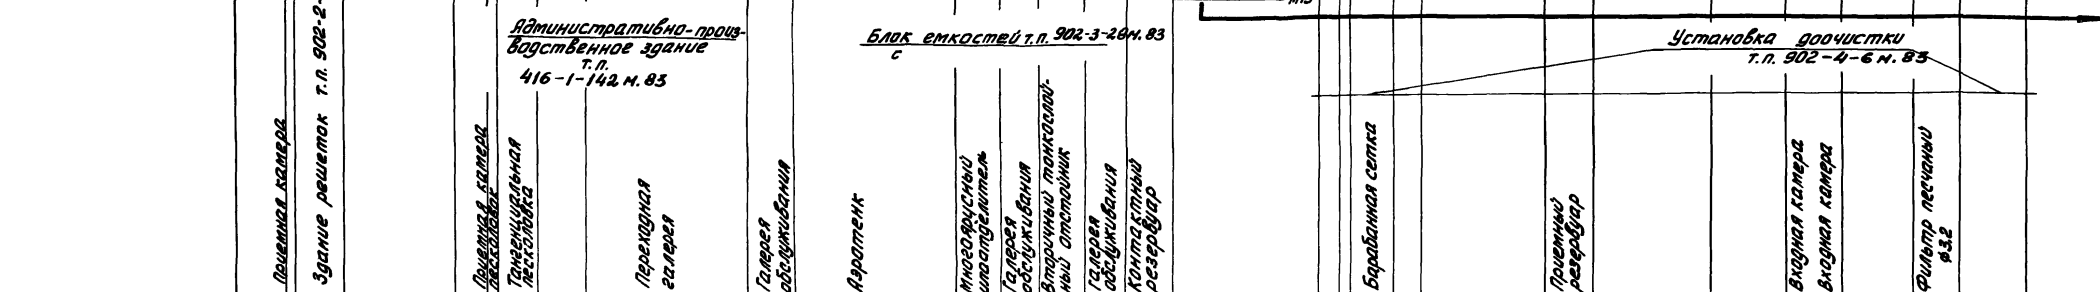 Административно-произ-
водственное здание
т.п.
416-1-142 м.83
Блок емкостей т.п. 902-3-28м.83
с
Установка доочистки
т.п. 902-4-6 м.83
Приемная камера
Здание решеток т.п. 902-2-
Приемная камера
песколовок
Тангенциальная
песколовка
Переходная
галерея
Галерея
обслуживания
Аэротенк
Многоярусный
илоотделитель
Галерея
обслуживания
Вторичный тонкослой-
ный отстойник
Галерея
обслуживания
Контактный
резервуар
Барабанная сетка
Приемный
резервуар
Входная камера
Входная камера
Фильтр песчаный
ф3.2